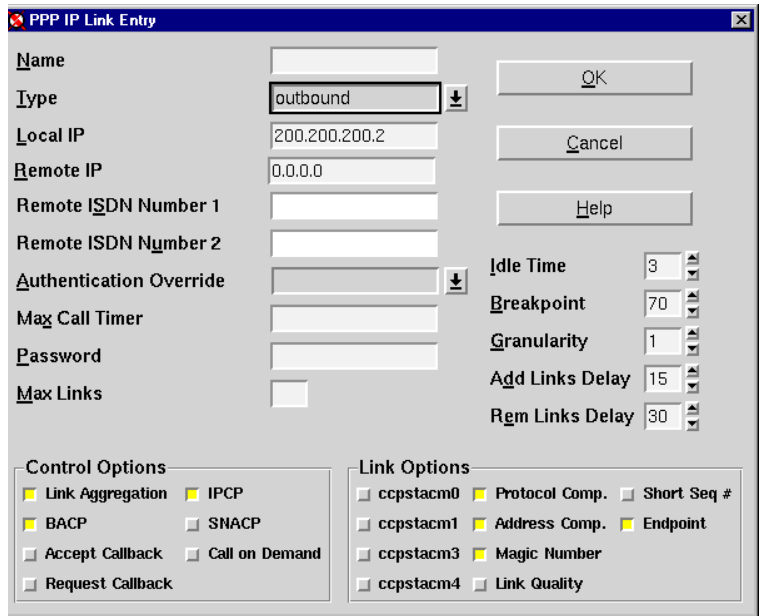 PPP IP Link Entry
Name
Type outbound
Local IP 200.200.200.2
Remote IP 0.0.0.0
Remote ISDN Number 1
Remote ISDN Number 2
Authentication Override
Max Call Timer
Password
Max Links
OK
Cancel
Help
Idle Time 3
Breakpoint 70
Granularity 1
Add Links Delay 15
Rem Links Delay 30
Control Options
Link Aggregation IPCP
BACP SNACP
Accept Callback Call on Demand
Request Callback
Link Options
ccpstacm0 Protocol Comp. Short Seq #
ccpstacm1 Address Comp. Endpoint
ccpstacm3 Magic Number
ccpstacm4 Link Quality